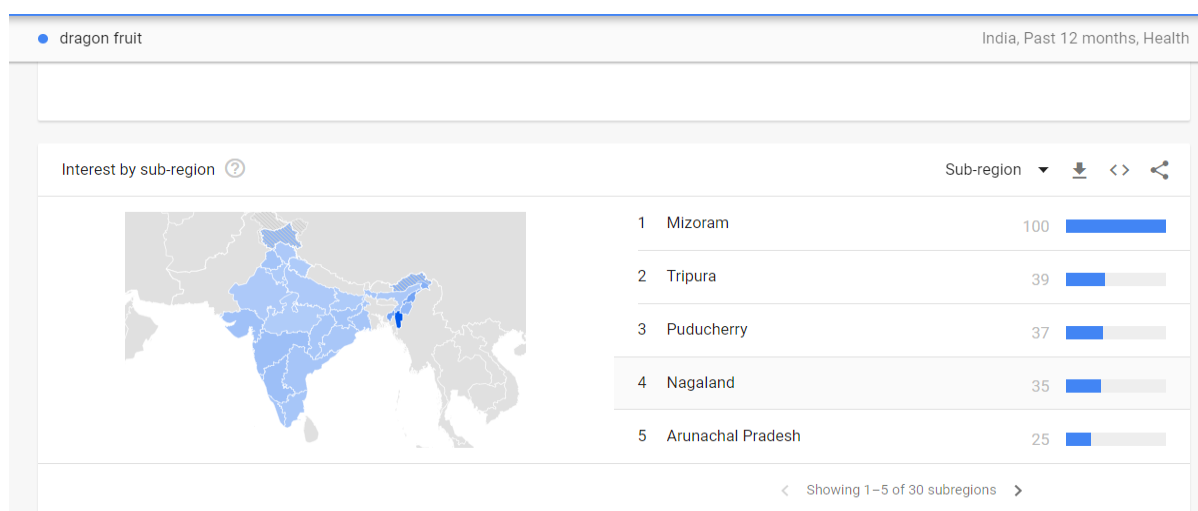 dragon fruit India, Past 12 months, Health
Interest by sub-region ? Sub-region <>
1 Mizoram 100
2 Tripura 39
3 Puducherry 37
4 Nagaland 35
5 Arunachal Pradesh 25
< Showing 1–5 of 30 subregions >